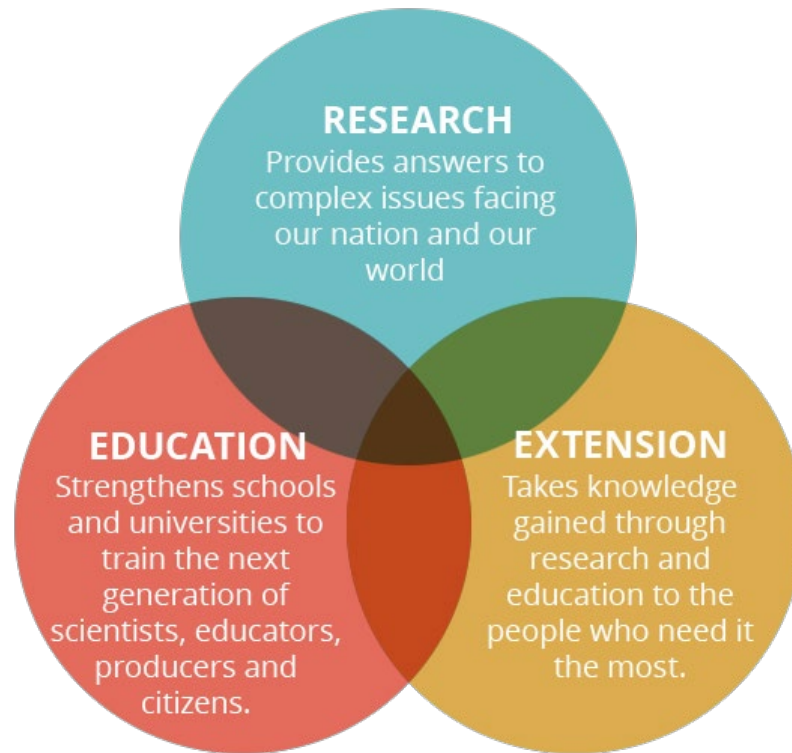 RESEARCH
Provides answers to
complex issues facing
our nation and our
world
EDUCATION
Strengthens schools
and universities to
train the next
generation of
scientists, educators,
producers and
citizens.
EXTENSION
Takes knowledge
gained through
research and
education to the
people who need it
the most.